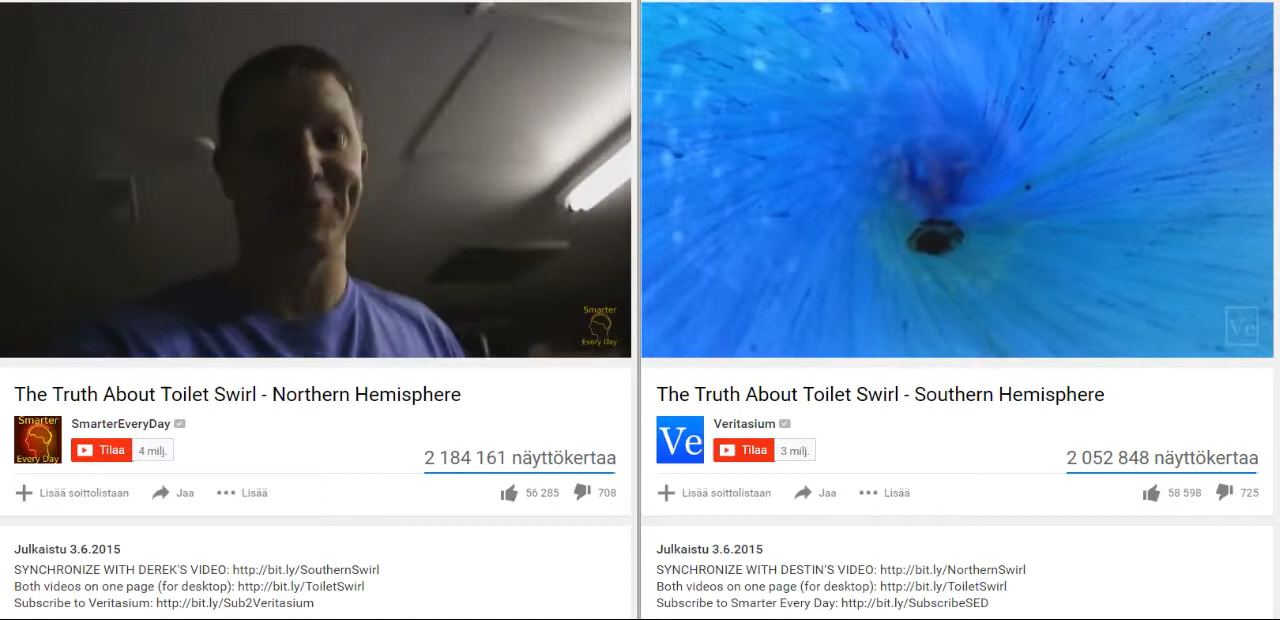 Smarter
Every Day
The Truth About Toilet Swirl - Northern Hemisphere
Smarter
Every Day
SmarterEveryDay
Tilaa
4 milj.
2 184 161 näyttökertaa
Lisää soittolistaan
Jaa
Lisää
56 285
708
Julkaistu 3.6.2015
SYNCHRONIZE WITH DEREK'S VIDEO: http://bit.ly/SouthernSwirl
Both videos on one page (for desktop): http://bit.ly/ToiletSwirl
Subscribe to Veritasium: http://bit.ly/Sub2Veritasium
Ve
The Truth About Toilet Swirl - Southern Hemisphere
Ve
Veritasium
Tilaa
3 milj.
2 052 848 näyttökertaa
Lisää soittolistaan
Jaa
Lisää
58 598
725
Julkaistu 3.6.2015
SYNCHRONIZE WITH DESTIN'S VIDEO: http://bit.ly/NorthernSwirl
Both videos on one page (for desktop): http://bit.ly/ToiletSwirl
Subscribe to Smarter Every Day: http://bit.ly/SubscribeSED